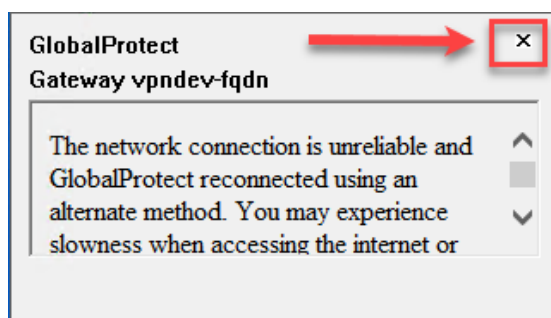 GlobalProtect
Gateway vpndev-fqdn
The network connection is unreliable and
GlobalProtect reconnected using an
alternate method. You may experience
slowness when accessing the internet or